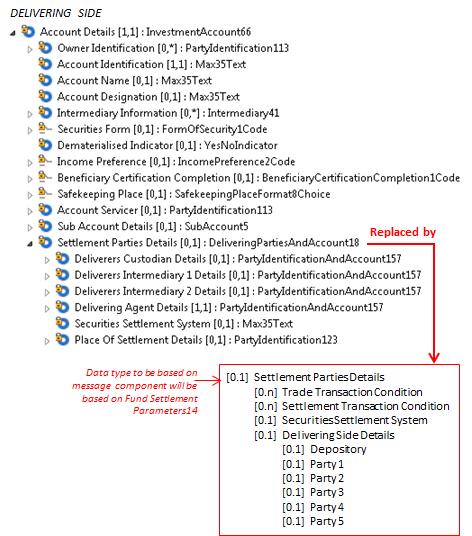 DELIVERING SIDE
Account Details [1,1] : InvestmentAccount66
Owner Identification [0,*] : PartyIdentification113
Account Identification [1,1] : Max35Text
Account Name [0,1] : Max35Text
Account Designation [0,1] : Max35Text
Intermediary Information [0,*] : Intermediary41
Securities Form [0,1] : FormOfSecurity1Code
Dematerialised Indicator [0,1] : YesNoIndicator
Income Preference [0,1] : IncomePreference2Code
Beneficiary Certification Completion [0,1] : BeneficiaryCertificationCompletion1Code
Safekeeping Place [0,1] : SafekeepingPlaceFormat8Choice
Account Servicer [0,1] : PartyIdentification113
Sub Account Details [0,1] : SubAccount5
Settlement Parties Details [0,1] : DeliveringPartiesAndAccount18
Replaced by
Deliverers Custodian Details [0,1] : PartyIdentificationAndAccount157
Deliverers Intermediary 1 Details [0,1] : PartyIdentificationAndAccount157
Deliverers Intermediary 2 Details [0,1] : PartyIdentificationAndAccount157
Delivering Agent Details [1,1] : PartyIdentificationAndAccount157
Securities Settlement System [0,1] : Max35Text
Place Of Settlement Details [0,1] : PartyIdentification123
Data type to be based on
message component will be
based on Fund Settlement
Parameters14
[0.1] Settlement PartiesDetails
[0.n] Trade Transaction Condition
[0.n] Settlement Transaction Condition
[0.1] SecuritiesSettlement System
[0.1] Delivering Side Details
[0.1] Depository
[0.1] Party 1
[0.1] Party 2
[0.1] Party 3
[0.1] Party 4
[0.1] Party 5